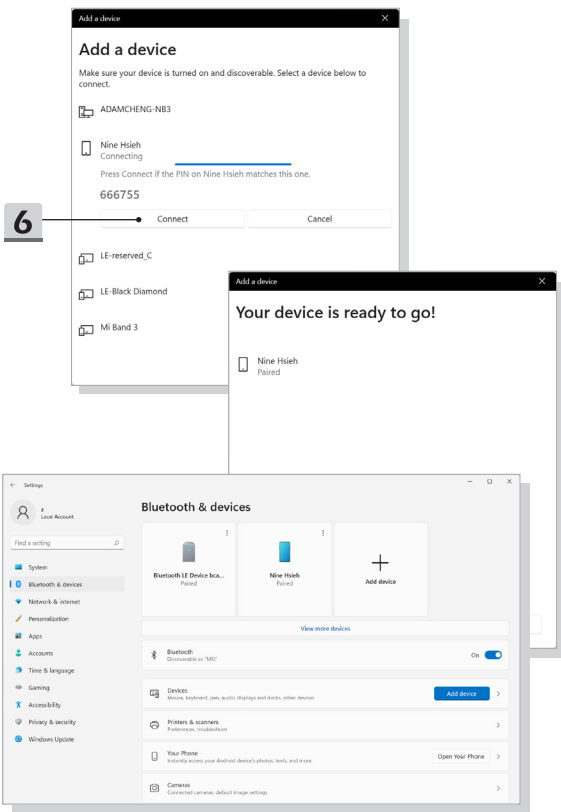 Add a device
Add a device
Make sure your device is turned on and discoverable. Select a device below to
connect.
ADAMCHENG-NB3
Nine Hsieh
Connecting
Press Connect if the PIN on Nine Hsieh matches this one.
666755
6
Connect
Cancel
LE-reserved_C
LE-Black Diamond
Mi Band 3
Add a device
Your device is ready to go!
Nine Hsieh
Paired
Settings
Local Account
Find a setting
System
Bluetooth & devices
Network & internet
Personalization
Apps
Accounts
Time & language
Gaming
Accessibility
Privacy & security
Windows Update
Bluetooth & devices
Bluetooth LE Device bca...
Paired
Nine Hsieh
Paired
Add device
View more devices
Bluetooth
Discoverable as "MSI"
On
Devices
Mouse, keyboard, pen, audio, displays and docks, other devices
Add device
Printers & scanners
Preferences, troubleshoot
Your Phone
Instantly access your Android device's photos, texts, and more
Open Your Phone
Cameras
Connected cameras, default image settings